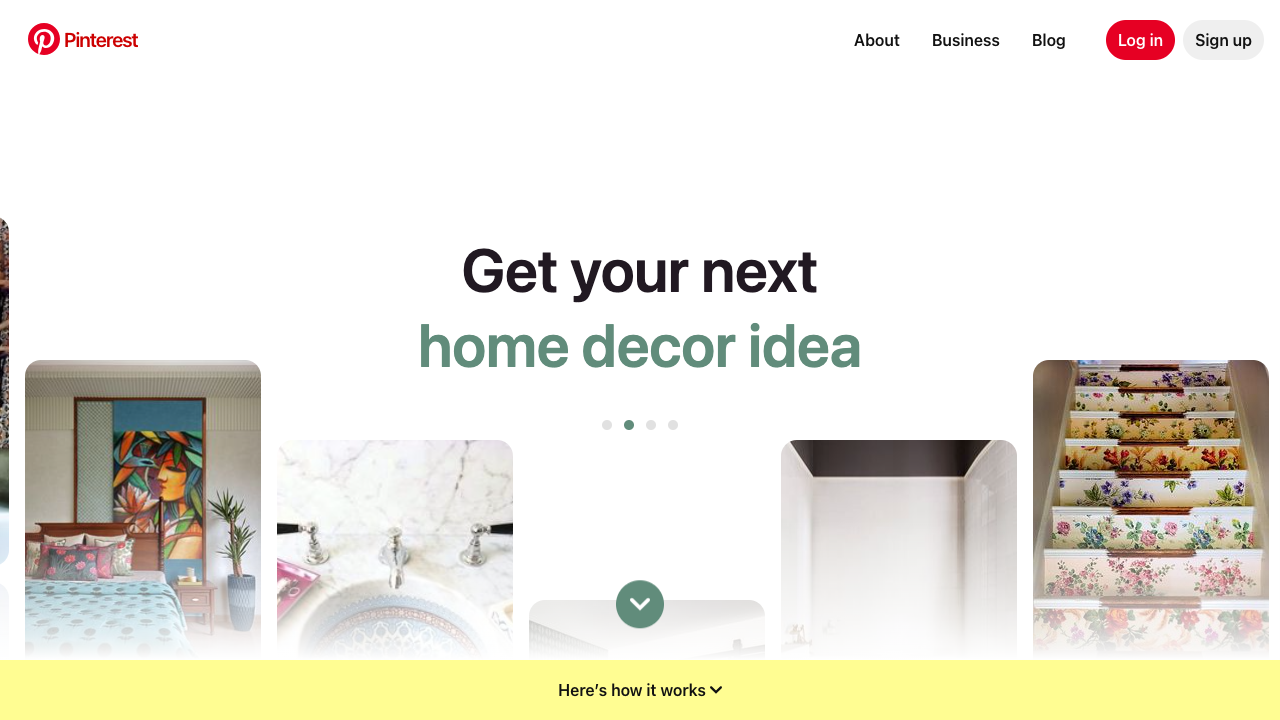 Pinterest
About
Business
Blog
Log in
Sign up
Get your next
home decor idea
Here's how it works